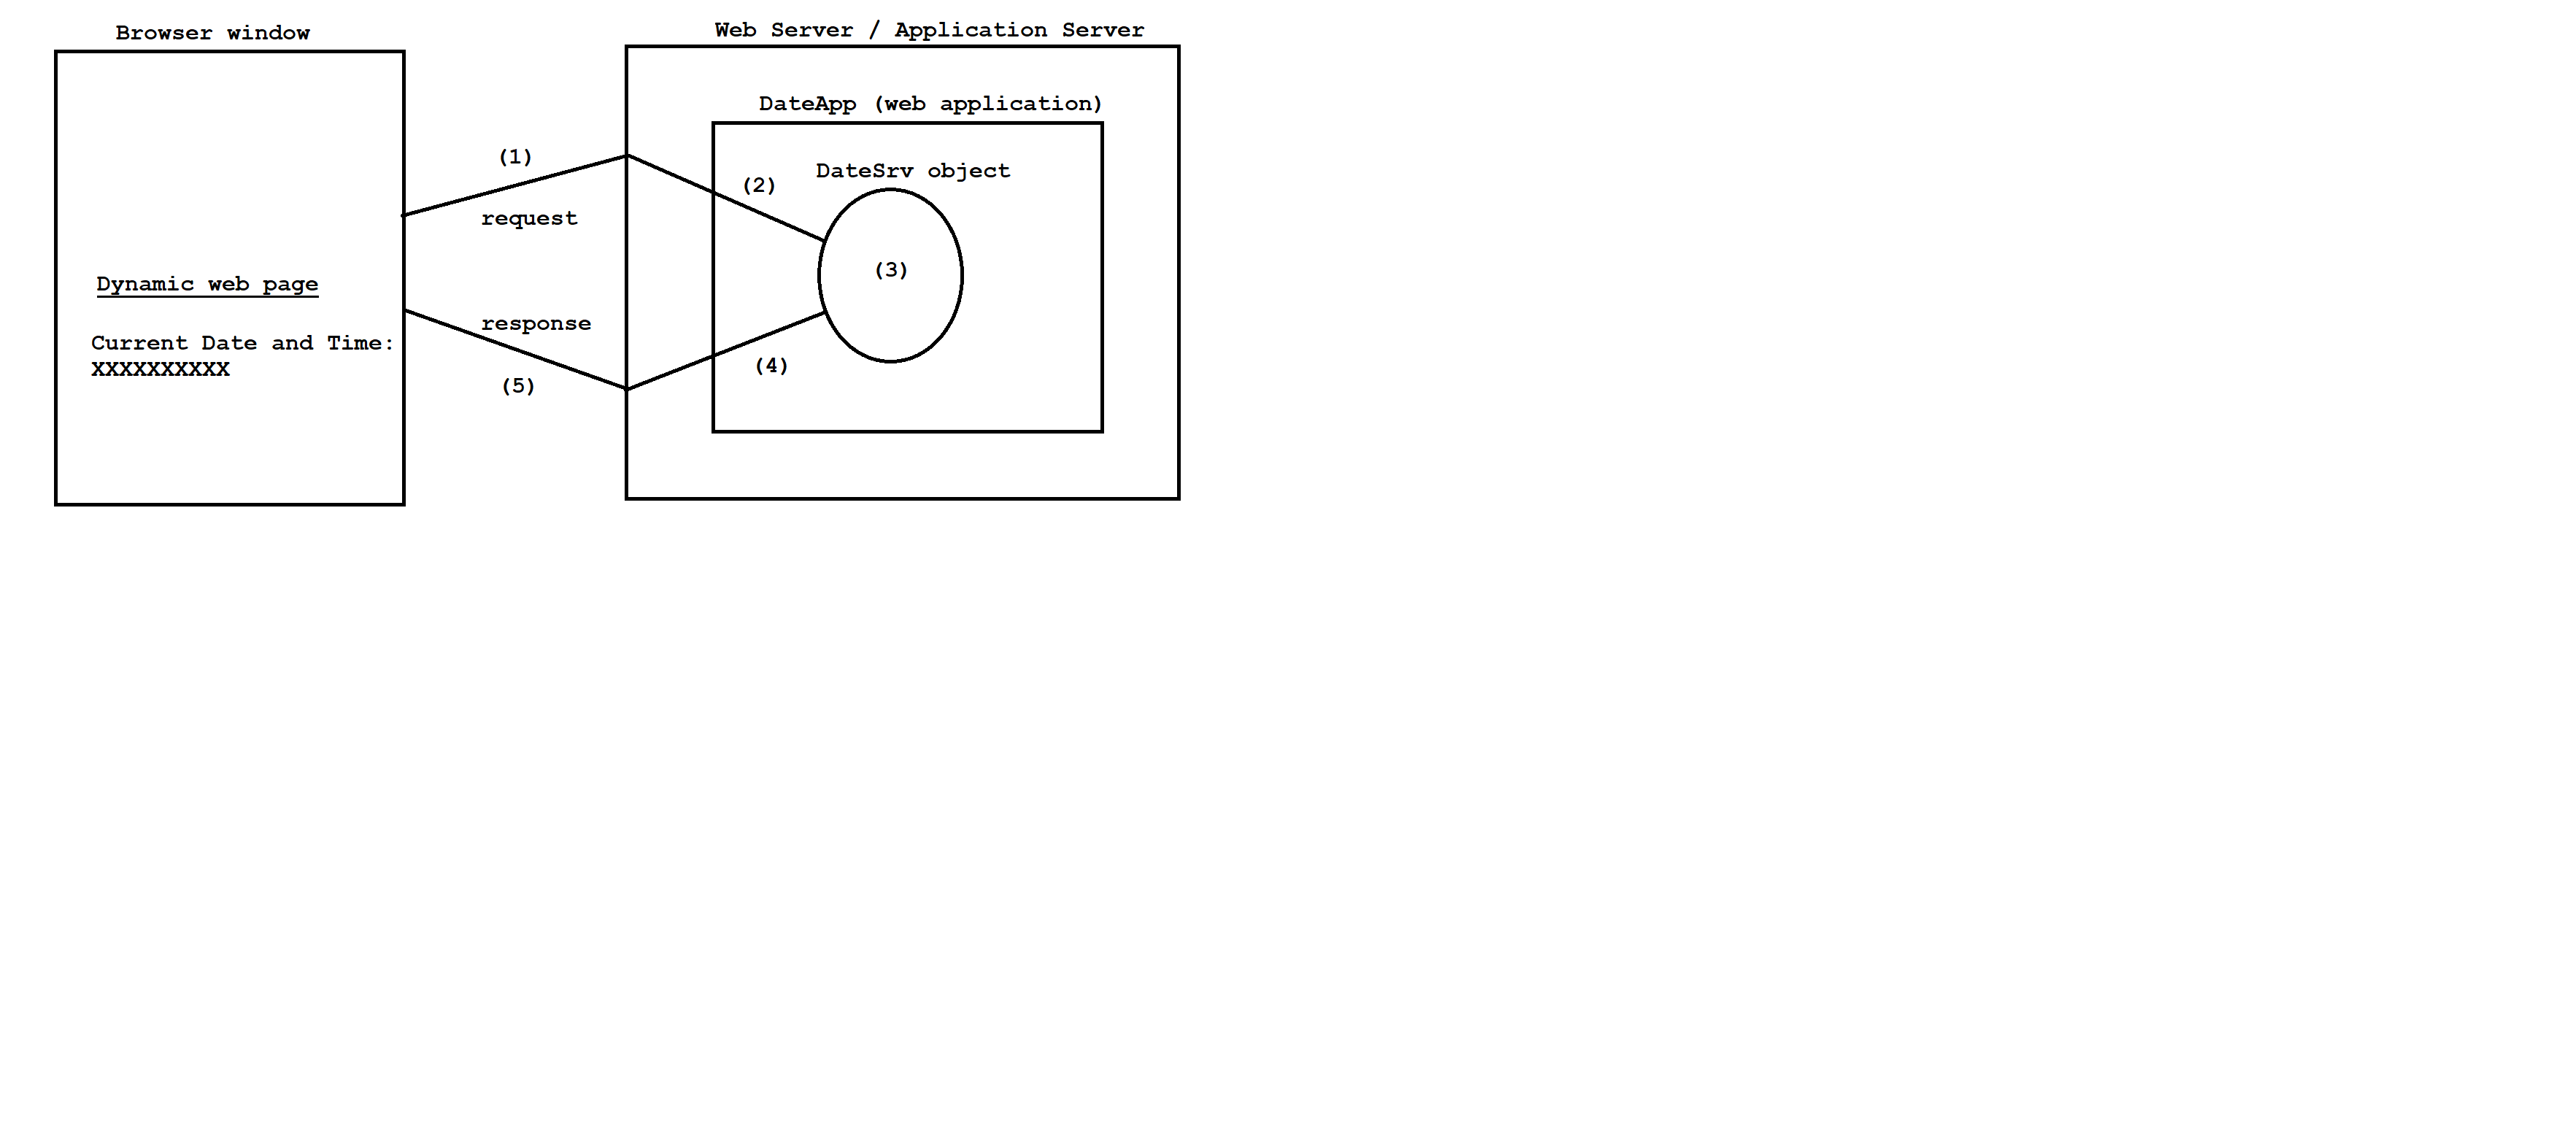 Browser window
Web Server / Application Server
DateApp (web application)
(1)
DateSrv object
(2)
request
(3)
Dynamic web page
response
Current Date and Time:
XXXXXXXXXX
(4)
(5)